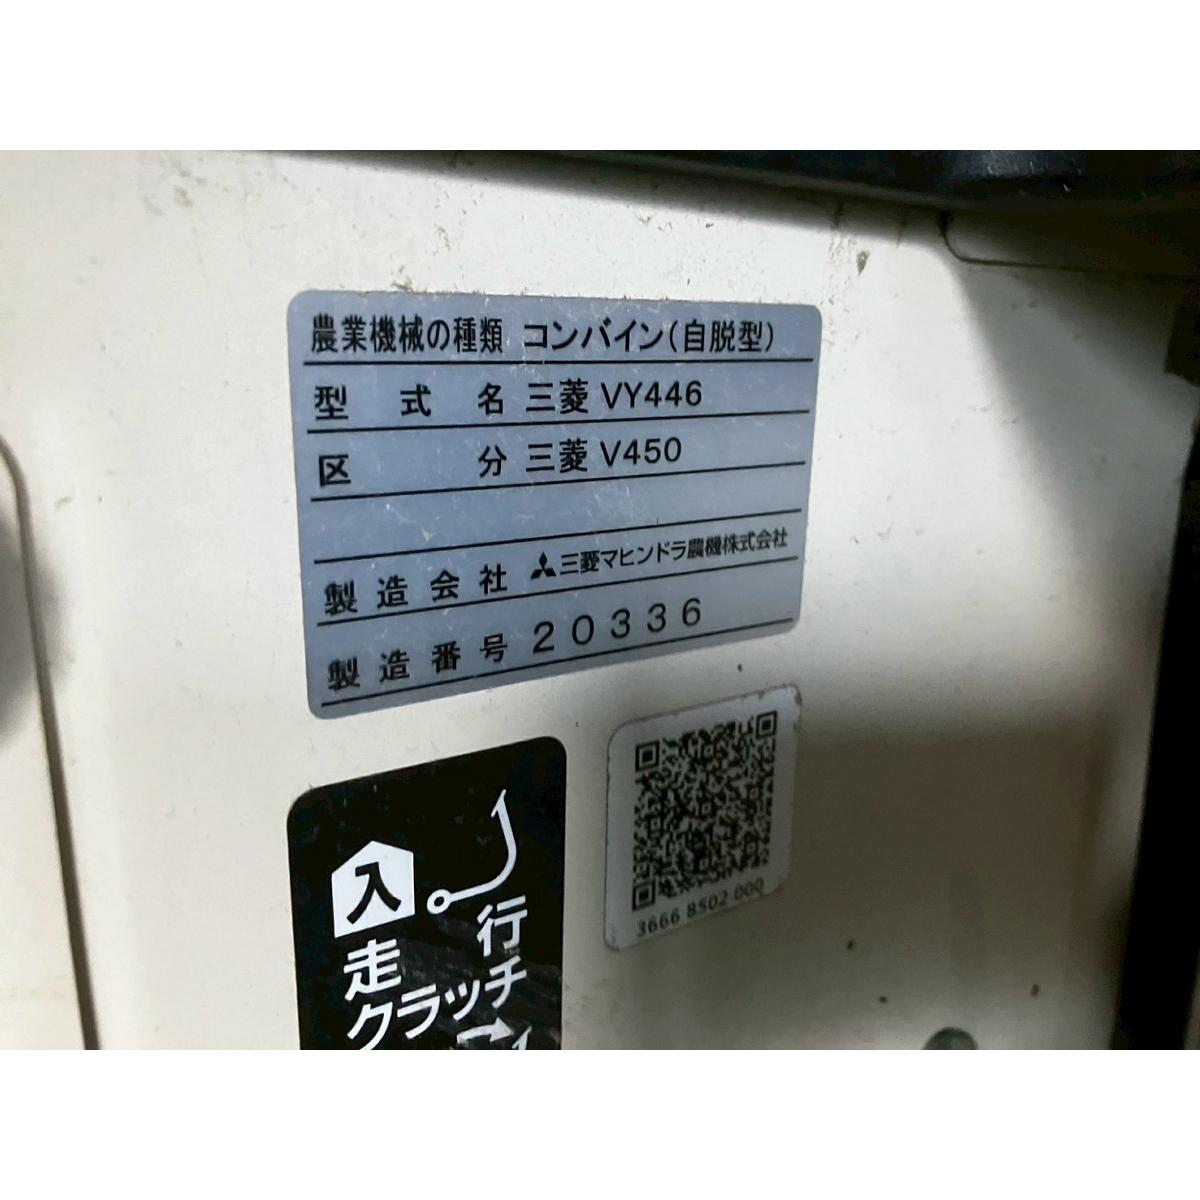 農業機械の種類 コンバイン(自脱型)
型式名 三菱 VY446
区分 三菱 V450
製造会社 三菱マヒンドラ農機株式会社
製造番号 20336
3666 8502 000
入
走行
クラッチ